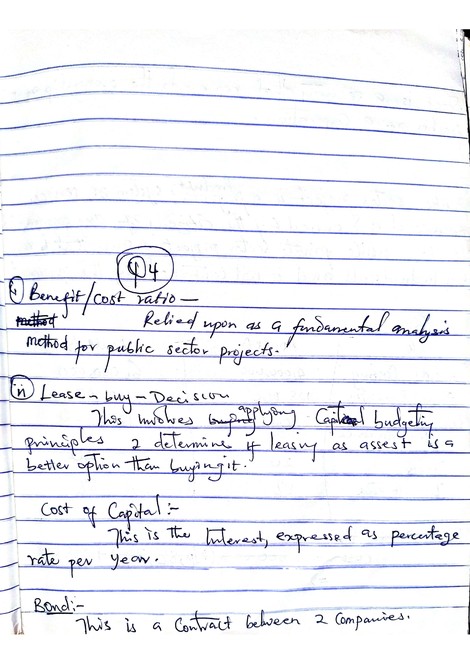 Q4
i) Benefit/cost ratio —
method Relied upon as a fundamental analysis
method for public sector projects.
ii) Lease - buy - Decision
This involves applying Capital budgeting
principles 2 determine if leasing as assest is a
better option than buying it.
Cost of Capital :-
This is the Interest, expressed as percentage
rate per year.
Bond:-
This is a Contract between 2 Companies.